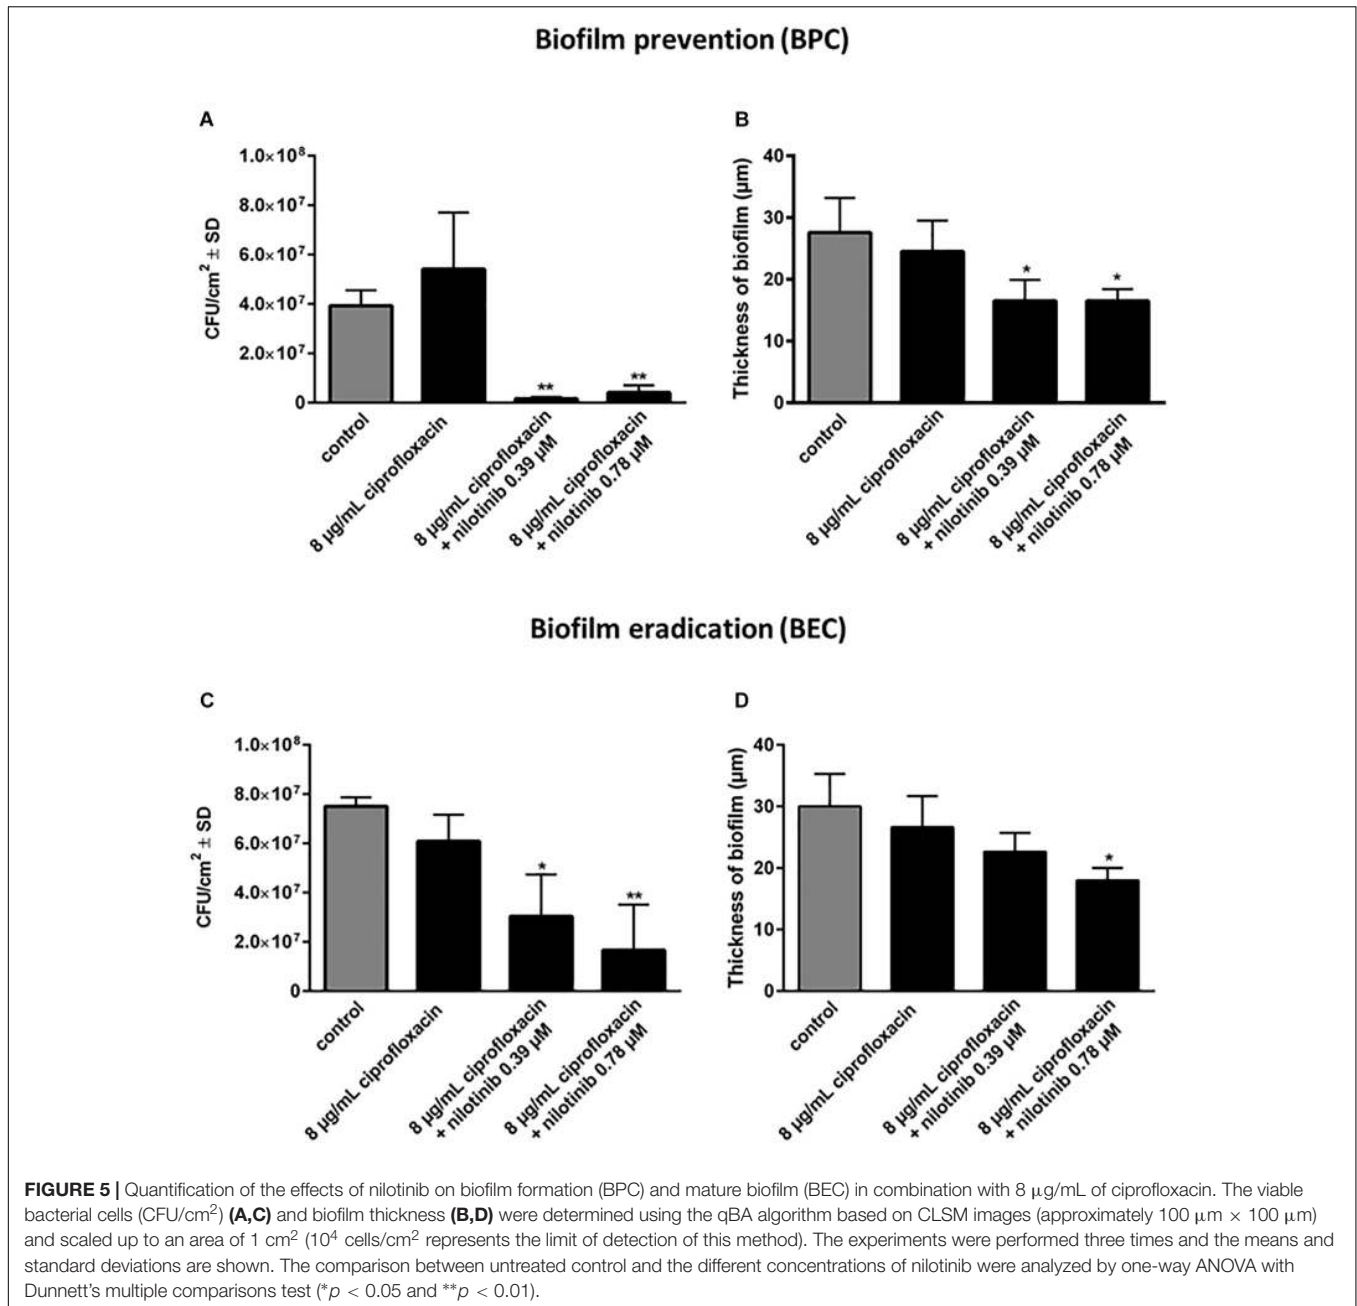 Biofilm prevention (BPC)
A
CFU/cm² ± SD
1.0×10⁸
8.0×10⁷
6.0×10⁷
4.0×10⁷
2.0×10⁷
0
**
**
control
8 µg/mL ciprofloxacin
8 µg/mL ciprofloxacin
+ nilotinib 0.39 µM
8 µg/mL ciprofloxacin
+ nilotinib 0.78 µM
B
Thickness of biofilm (µm)
40
30
20
10
0
*
*
control
8 µg/mL ciprofloxacin
8 µg/mL ciprofloxacin
+ nilotinib 0.39 µM
8 µg/mL ciprofloxacin
+ nilotinib 0.78 µM
Biofilm eradication (BEC)
C
CFU/cm² ± SD
1.0×10⁸
8.0×10⁷
6.0×10⁷
4.0×10⁷
2.0×10⁷
0
*
**
control
8 µg/mL ciprofloxacin
8 µg/mL ciprofloxacin
+ nilotinib 0.39 µM
8 µg/mL ciprofloxacin
+ nilotinib 0.78 µM
D
Thickness of biofilm (µm)
40
30
20
10
0
*
control
8 µg/mL ciprofloxacin
8 µg/mL ciprofloxacin
+ nilotinib 0.39 µM
8 µg/mL ciprofloxacin
+ nilotinib 0.78 µM
FIGURE 5 | Quantification of the effects of nilotinib on biofilm formation (BPC) and mature biofilm (BEC) in combination with 8 µg/mL of ciprofloxacin. The viable
bacterial cells (CFU/cm²) (A,C) and biofilm thickness (B,D) were determined using the qBA algorithm based on CLSM images (approximately 100 µm × 100 µm)
and scaled up to an area of 1 cm² (10⁴ cells/cm² represents the limit of detection of this method). The experiments were performed three times and the means and
standard deviations are shown. The comparison between untreated control and the different concentrations of nilotinib were analyzed by one-way ANOVA with
Dunnett's multiple comparisons test (*p < 0.05 and **p < 0.01).